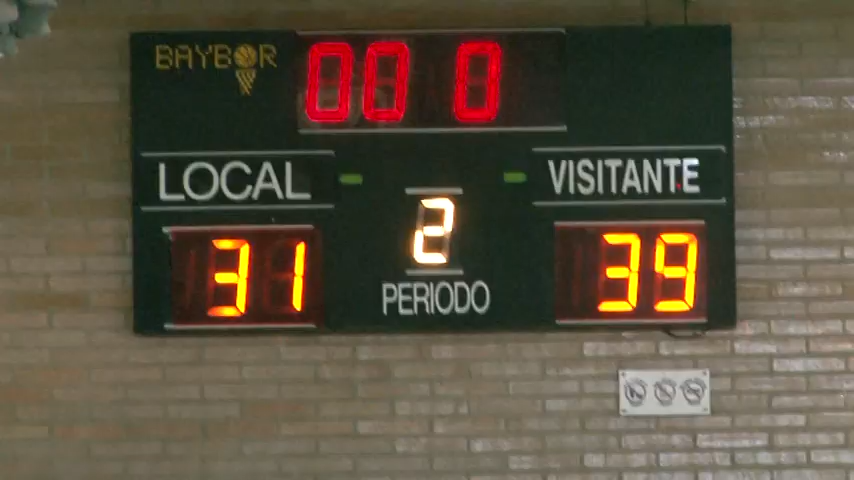 BAYBOR
00 0
LOCAL
VISITANTE
31
2
39
PERIODO